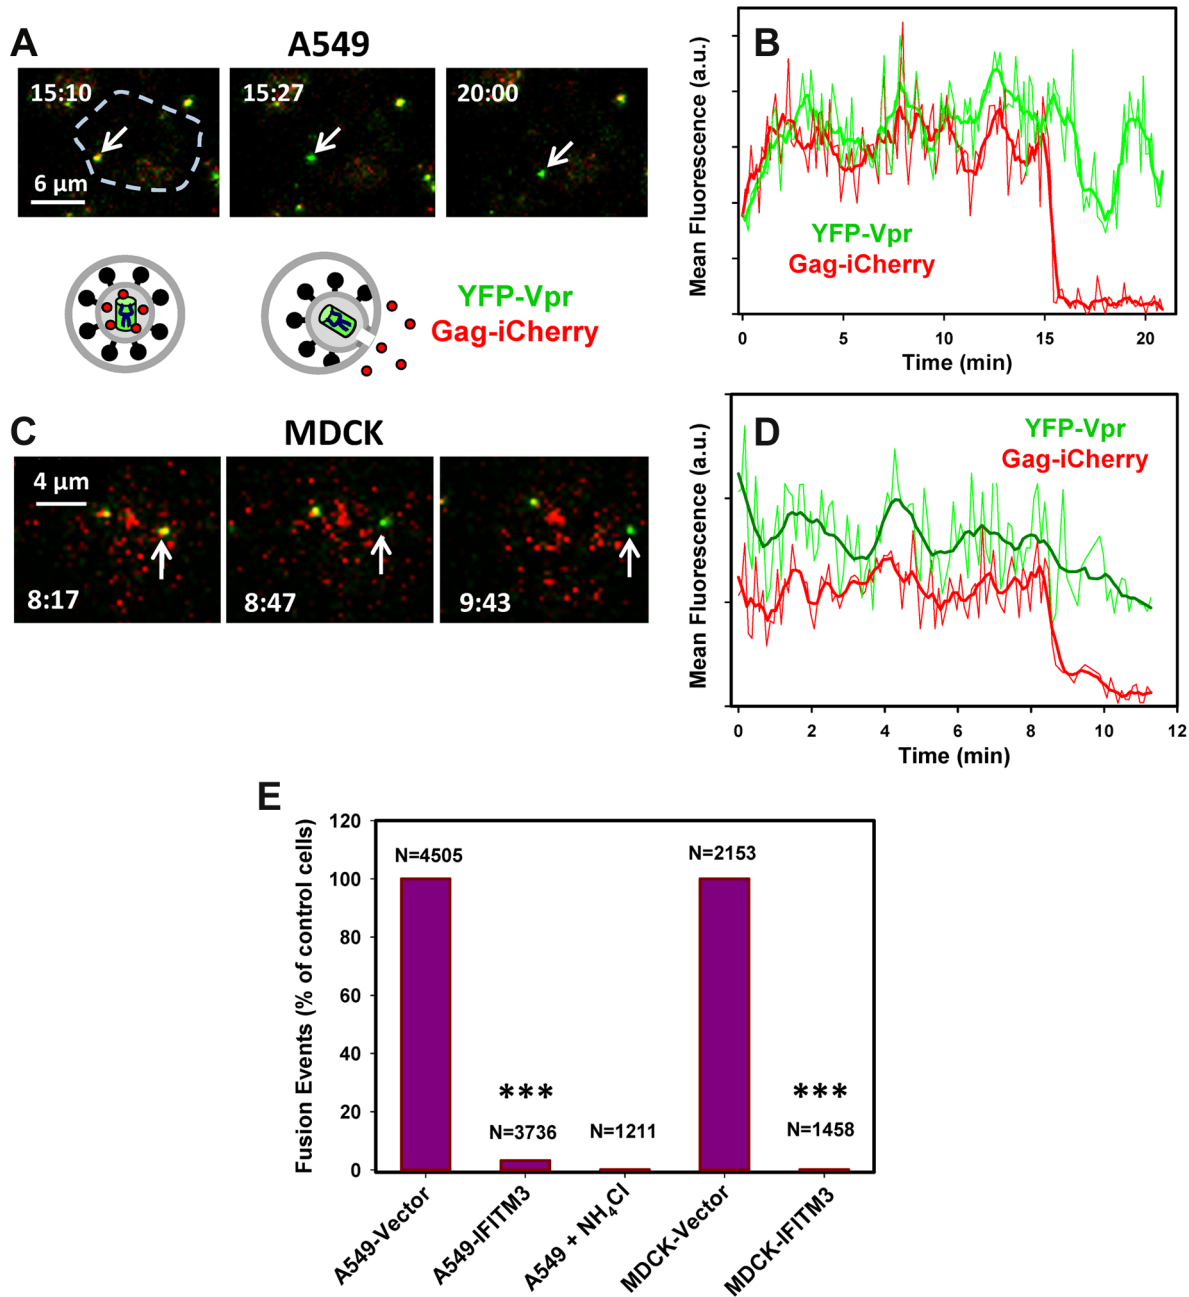 A
A549
15:10
15:27
20:00
6 µm
YFP-Vpr
Gag-iCherry
B
Mean Fluorescence (a.u.)
YFP-Vpr
Gag-iCherry
0 5 10 15 20
Time (min)
C
MDCK
4 µm
8:17
8:47
9:43
D
Mean Fluorescence (a.u.)
YFP-Vpr
Gag-iCherry
0 2 4 6 8 10 12
Time (min)
E
Fusion Events (% of control cells)
120
100
80
60
40
20
0
N=4505
***
N=3736
N=1211
N=2153
***
N=1458
A549-Vector
A549-IFITM3
A549 + NH₄Cl
MDCK-Vector
MDCK-IFITM3